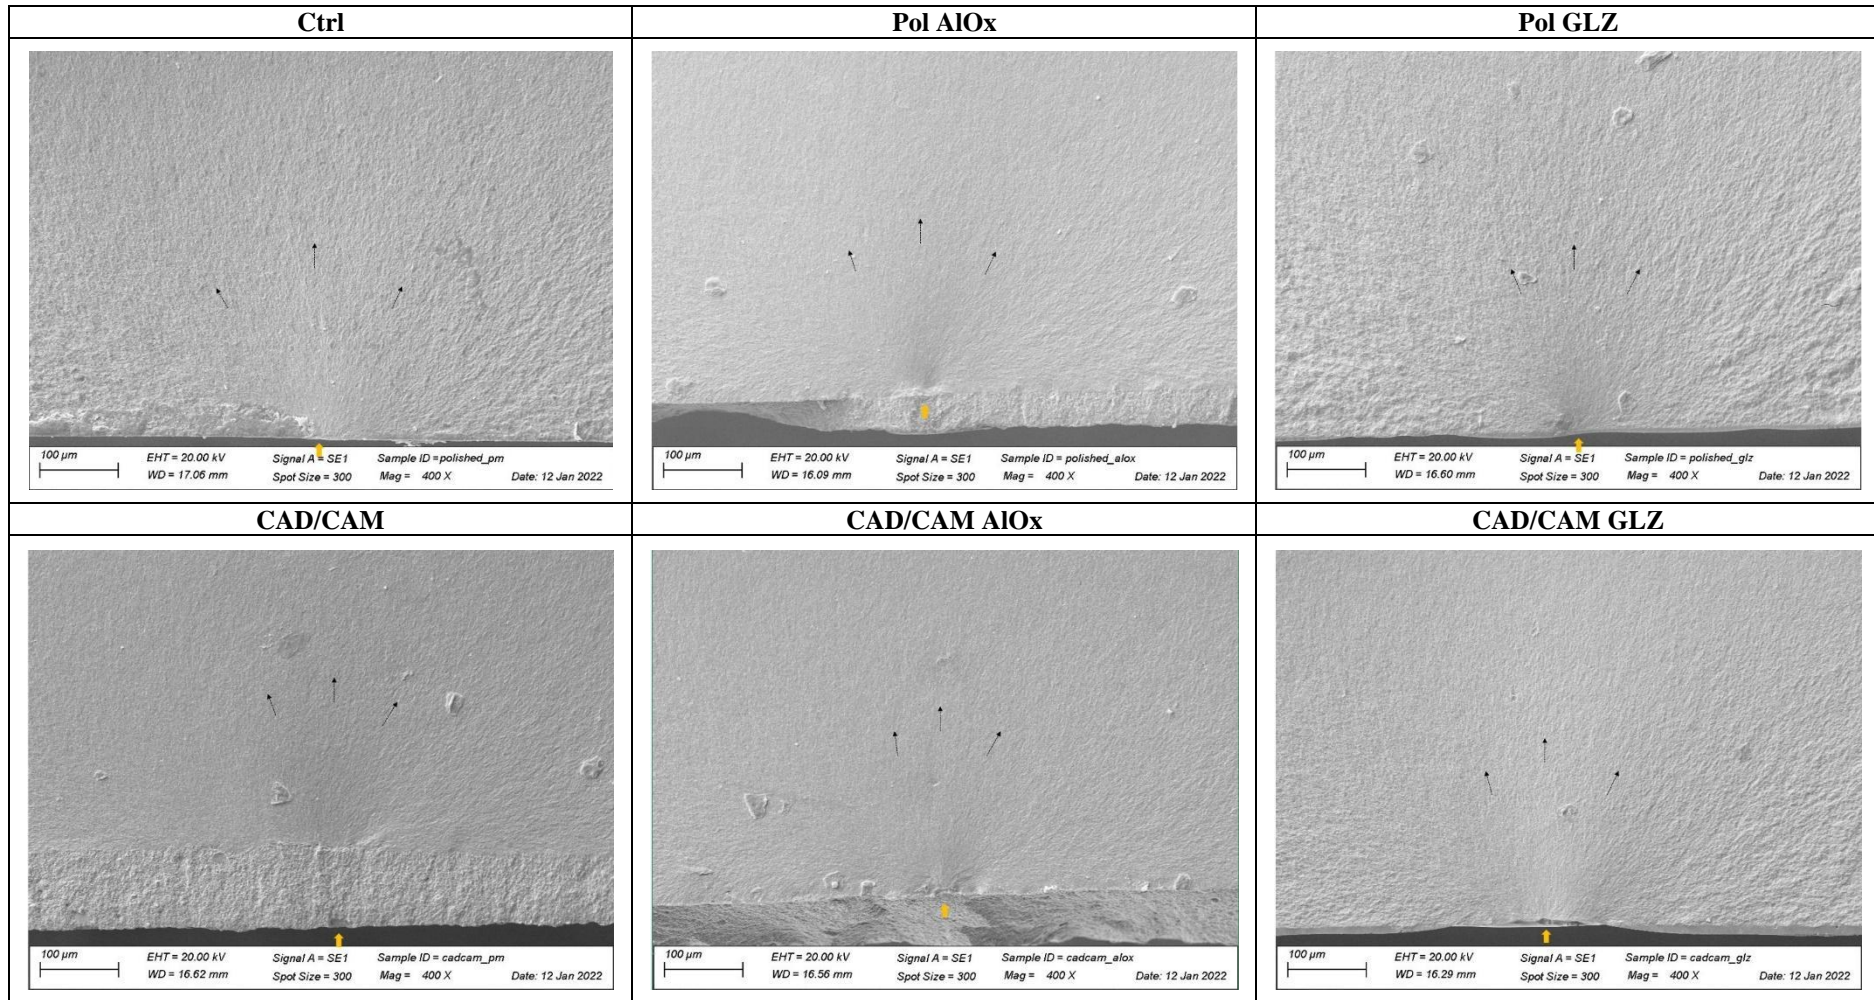 Ctrl
Pol AlOx
Pol GLZ
100 µm
EHT = 20.00 kV Signal A = SE1 Sample ID =polished_pm
WD = 17.06 mm Spot Size = 300 Mag = 400 X Date: 12 Jan 2022
100 µm
EHT = 20.00 kV Signal A = SE1 Sample ID = polished_alox
WD = 16.09 mm Spot Size = 300 Mag = 400 X Date: 12 Jan 2022
100 µm
EHT = 20.00 kV Signal A = SE1 Sample ID = polished_glz
WD = 16.60 mm Spot Size = 300 Mag = 400 X Date: 12 Jan 2022
CAD/CAM
CAD/CAM AlOx
CAD/CAM GLZ
100 µm
EHT = 20.00 kV Signal A = SE1 Sample ID = cadcam_pm
WD = 16.62 mm Spot Size = 300 Mag = 400 X Date: 12 Jan 2022
100 µm
EHT = 20.00 kV Signal A = SE1 Sample ID = cadcam_alox
WD = 16.56 mm Spot Size = 300 Mag = 400 X Date: 12 Jan 2022
100 µm
EHT = 20.00 kV Signal A = SE1 Sample ID = cadcam_glz
WD = 16.29 mm Spot Size = 300 Mag = 400 X Date: 12 Jan 2022